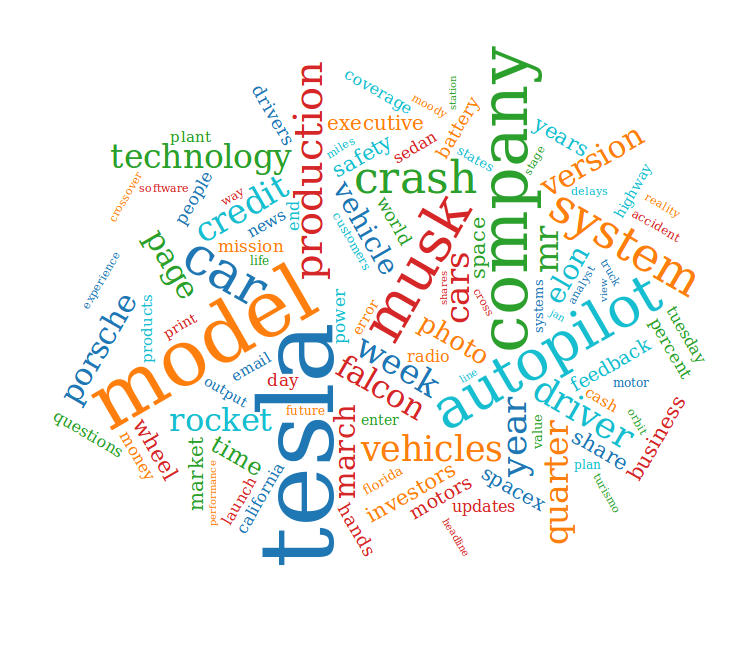 company
station
coverage
moody
drivers
production
executive
battery
years
plant
technology
miles
safety
sedan
states
stage
version
crossover
software
people
way
credit
crash
delays
highway
reality
accident
vehicle
world
musk
system
page
news
end
mission
life
customers
space
mr
elon
car
cars
shares
cross
truck
views
analyst
systems
jan
experience
porsche
products
print
model
power
error
photo
autopilot
tuesday
percent
tesla
week
radio
feedback
email
output
day
falcon
line
driver
motor
cash
future
rocket
march
enter
year
value
orbit
share
business
questions
money
wheel
market
time
vehicles
quarter
plan
performance
launch
california
florida
investors
motors
spacex
updates
turismo
hands
headline